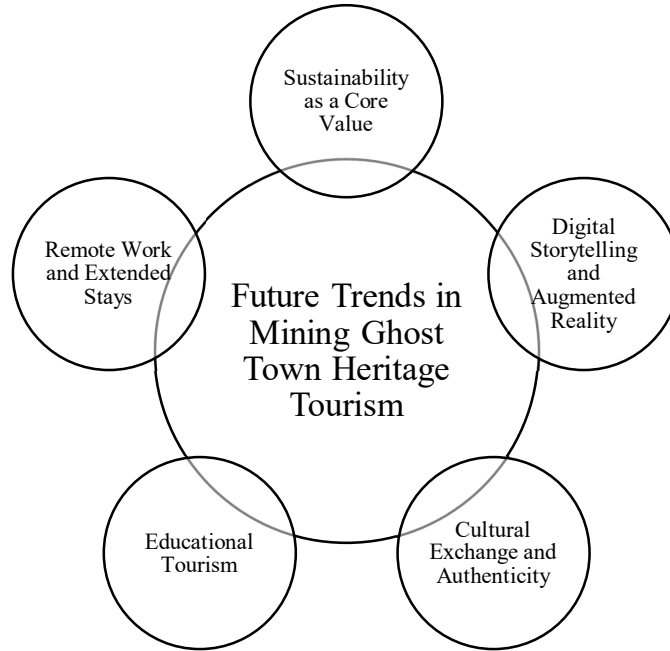 Sustainability
as a Core
Value
Digital
Storytelling
and
Augmented
Reality
Remote Work
and Extended
Stays
Future Trends in
Mining Ghost
Town Heritage
Tourism
Educational
Tourism
Cultural
Exchange and
Authenticity